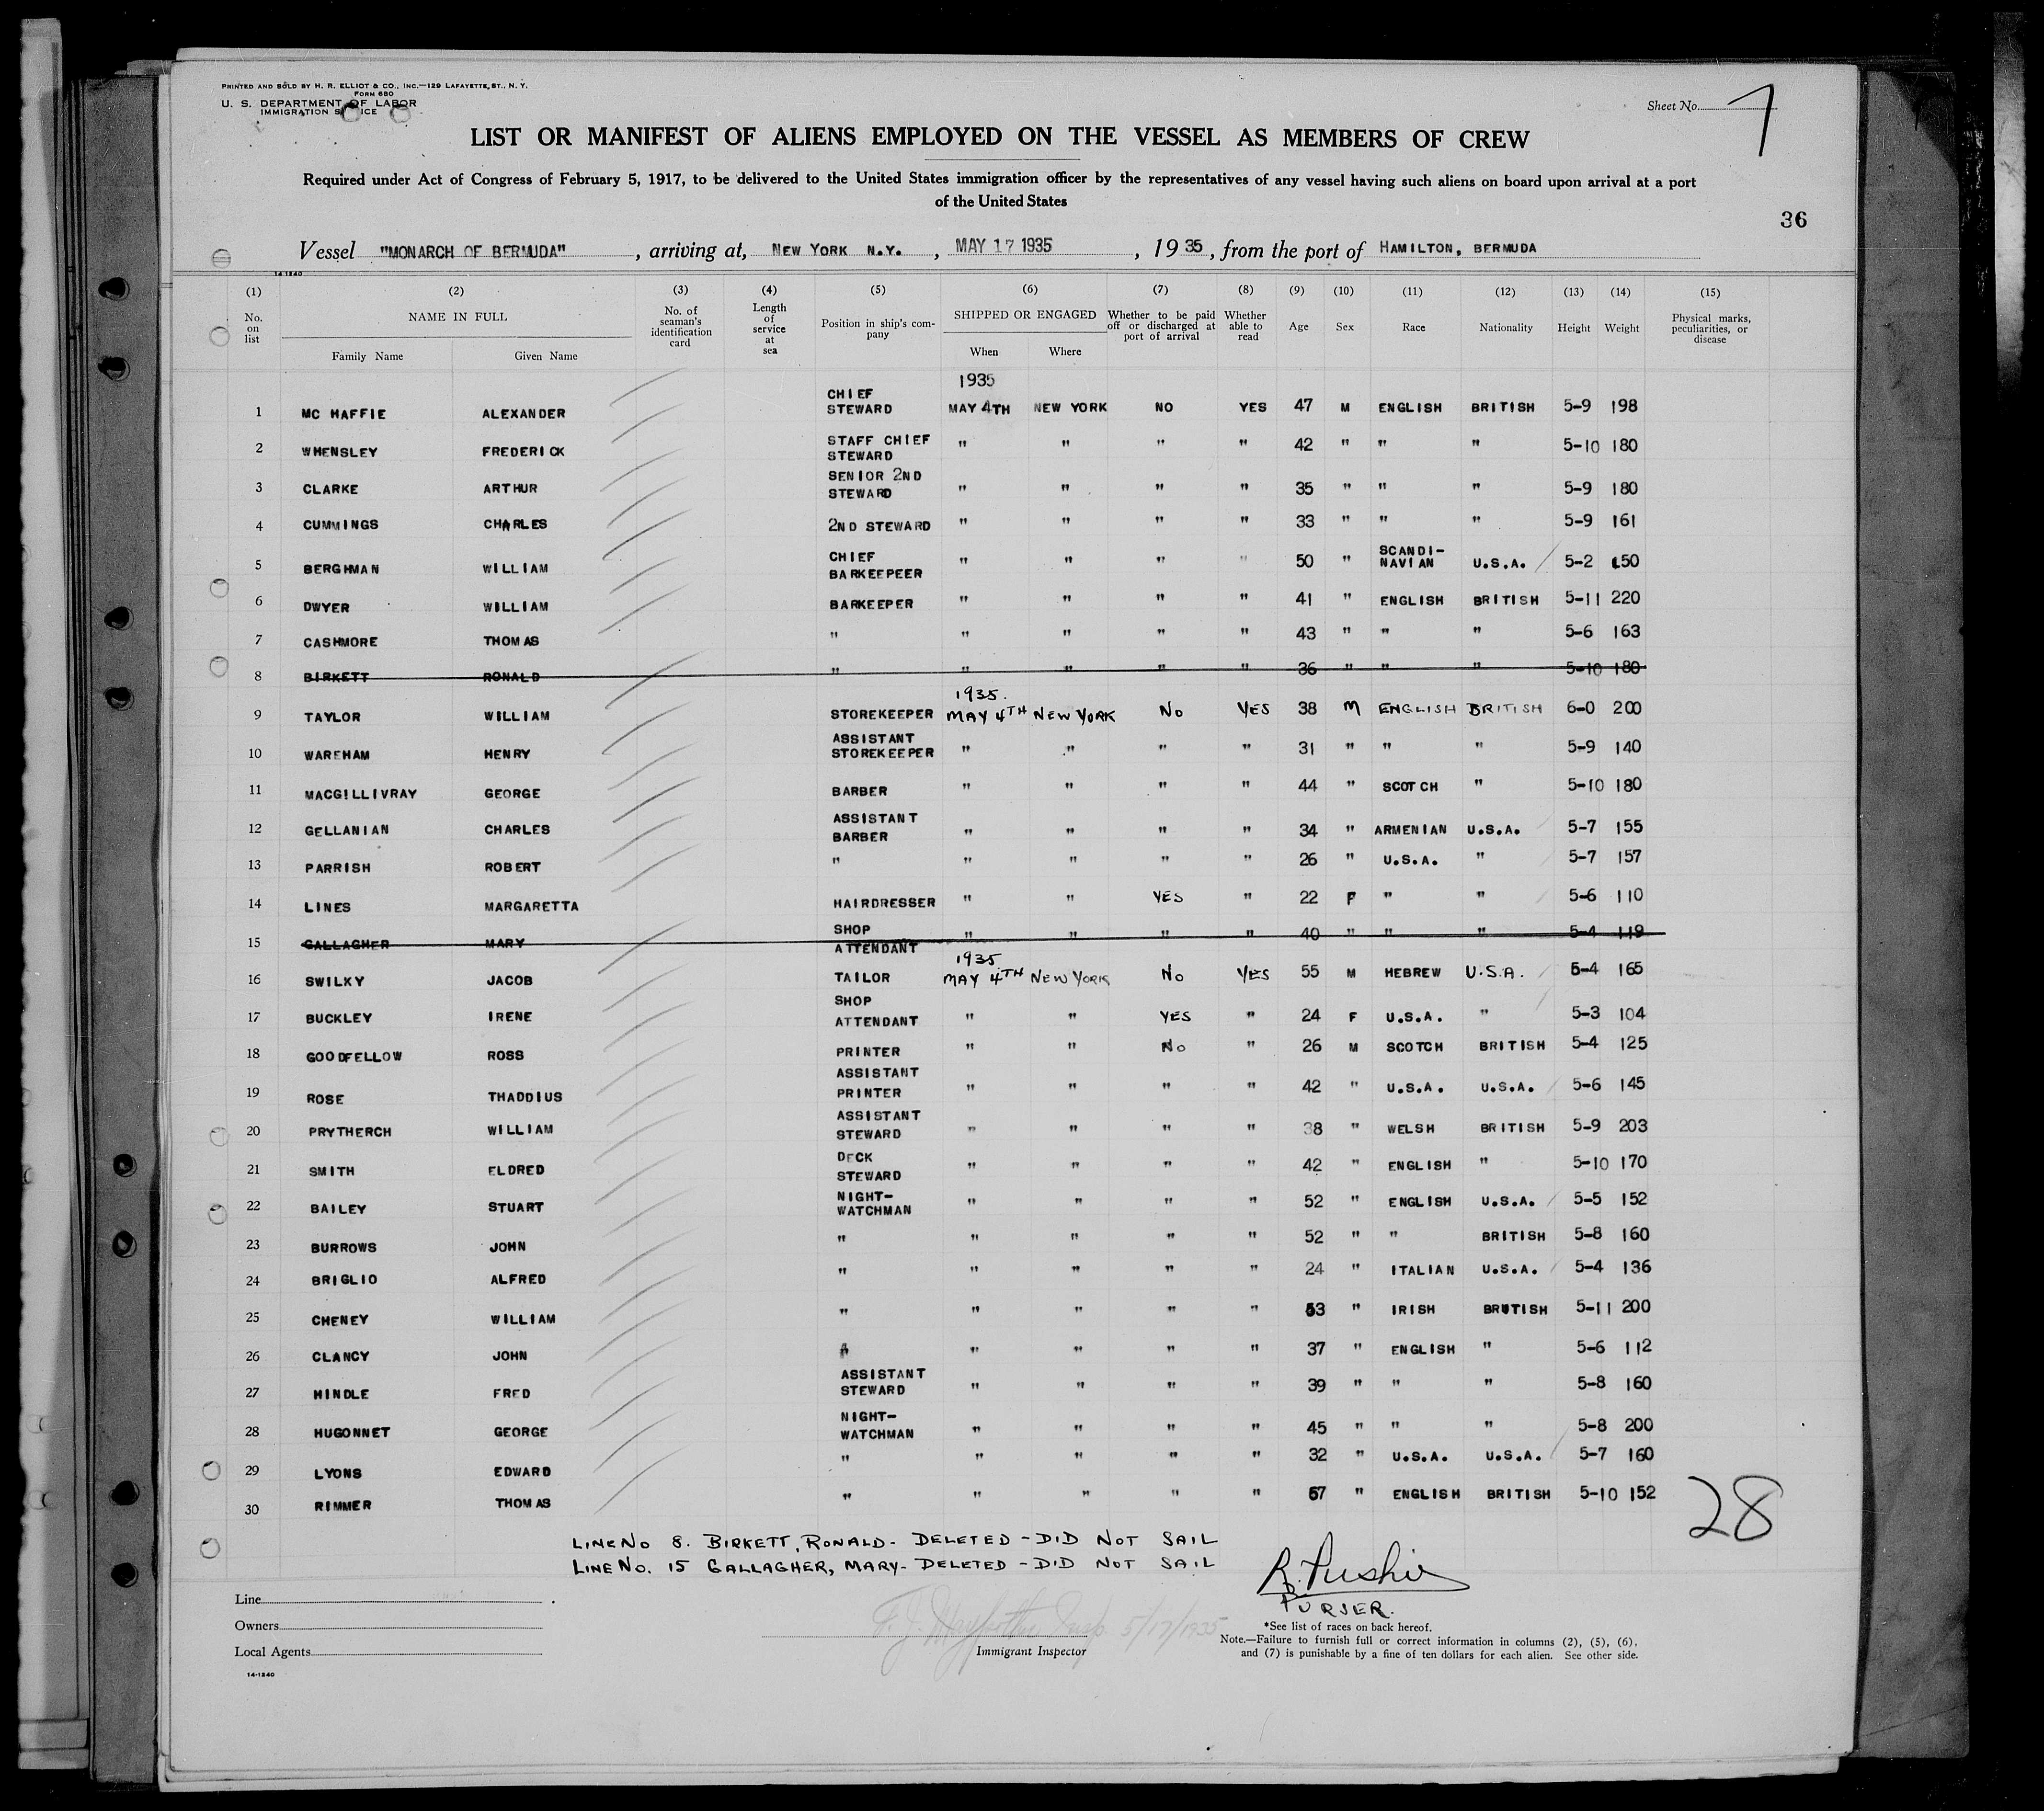 PRINTED AND SOLD BY H. R. ELLIOT & CO., INC.—129 LAFAYETTE, ST., N. Y.
FORM 680
U. S. DEPARTMENT OF LABOR
IMMIGRATION S ICE
Sheet No. 7
LIST OR MANIFEST OF ALIENS EMPLOYED ON THE VESSEL AS MEMBERS OF CREW
Required under Act of Congress of February 5, 1917, to be delivered to the United States immigration officer by the representatives of any vessel having such aliens on board upon arrival at a port
of the United States
36
Vessel "MONARCH OF BERMUDA", arriving at, NEW YORK N.Y., MAY 17 1935, 1935, from the port of HAMILTON, BERMUDA
14-1240
(1) (2) (3) (4) (5) (6) (7) (8) (9) (10) (11) (12) (13) (14) (15)
No. on list NAME IN FULL Family Name Given Name No. of seaman's identification card Length of service at sea Position in ship's company SHIPPED OR ENGAGED When Where Whether to be paid off or discharged at port of arrival Whether able to read Age Sex Race Nationality Height Weight Physical marks, peculiarities, or disease
1935
1 MC HAFFIE ALEXANDER CHIEF STEWARD MAY 4TH NEW YORK NO YES 47 M ENGLISH BRITISH 5-9 198
2 WHENSLEY FREDERICK STAFF CHIEF STEWARD " " " " 42 " " " 5-10 180
3 CLARKE ARTHUR SENIOR 2ND STEWARD " " " " 35 " " " 5-9 180
4 CUMMINGS CHARLES 2ND STEWARD " " " " 33 " " " 5-9 161
5 BERGHMAN WILLIAM CHIEF BARKEEPEER " " " " 50 " SCANDI-NAVIAN U.S.A. 5-2 150
6 DWYER WILLIAM BARKEEPER " " " " 41 " ENGLISH BRITISH 5-11 220
7 CASHMORE THOMAS " " " " " 43 " " " 5-6 163
8 BIRKETT RONALD " " " " " 36 " " " 5-10 180
1935.
9 TAYLOR WILLIAM STOREKEEPER MAY 4TH NEW YORK NO YES 38 M ENGLISH BRITISH 6-0 200
10 WAREHAM HENRY ASSISTANT STOREKEEPER " " " " 31 " " " 5-9 140
11 MACGILLIVRAY GEORGE BARBER " " " " 44 " SCOTCH " 5-10 180
12 GELLANIAN CHARLES ASSISTANT BARBER " " " " 34 " ARMENIAN U.S.A. 5-7 155
13 PARRISH ROBERT " " " " " 26 " U.S.A. " 5-7 157
14 LINES MARGARETTA HAIRDRESSER " " YES " 22 F " " 5-6 110
15 GALLAGHER MARY SHOP ATTENDANT " " " " 40 " " " 5-4 119
1935
16 SWILKY JACOB TAILOR MAY 4TH NEW YORK NO YES 55 M HEBREW U.S.A. 5-4 165
17 BUCKLEY IRENE SHOP ATTENDANT " " YES " 24 F U.S.A. " 5-3 104
18 GOODFELLOW ROSS PRINTER " " NO " 26 M SCOTCH BRITISH 5-4 125
19 ROSE THADDIUS ASSISTANT PRINTER " " " " 42 " U.S.A. U.S.A. 5-6 145
20 PRYTHERCH WILLIAM ASSISTANT STEWARD " " " " 38 " WELSH BRITISH 5-9 203
21 SMITH ELDRED DECK STEWARD " " " " 42 " ENGLISH " 5-10 170
22 BAILEY STUART NIGHT-WATCHMAN " " " " 52 " ENGLISH U.S.A. 5-5 152
23 BURROWS JOHN " " " " " 52 " " BRITISH 5-8 160
24 BRIGLIO ALFRED " " " " " 24 " ITALIAN U.S.A. 5-4 136
25 CHENEY WILLIAM " " " " " 53 " IRISH BRITISH 5-11 200
26 CLANCY JOHN " " " " " 37 " ENGLISH " 5-6 112
27 HINDLE FRED ASSISTANT STEWARD " " " " 39 " " " 5-8 160
28 HUGONNET GEORGE NIGHT-WATCHMAN " " " " 45 " " " 5-8 200
29 LYONS EDWARD " " " " " 32 " U.S.A. U.S.A. 5-7 160
30 RIMMER THOMAS " " " " " 57 " ENGLISH BRITISH 5-10 152
28
LINE NO 8. BIRKETT, RONALD- DELETED - DID NOT SAIL
LINE NO. 15 GALLAGHER, MARY- DELETED - DID NOT SAIL
PURSER.
Line
Owners
Local Agents
14-1240
5/17/1935
Immigrant Inspector
*See list of races on back hereof.
Note.—Failure to furnish full or correct information in columns (2), (5), (6),
and (7) is punishable by a fine of ten dollars for each alien. See other side.